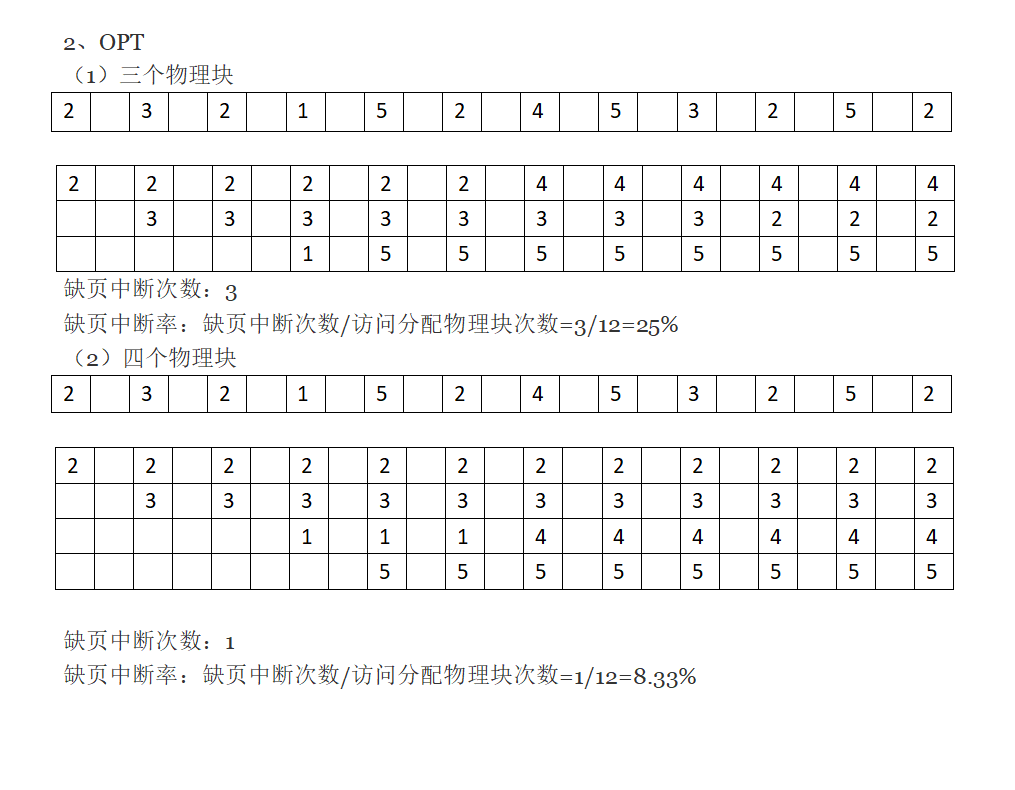 2、OPT
（1）三个物理块
2 3 2 1 5 2 4 5 3 2 5 2
2 2 2 2 2 2 4 4 4 4 4 4
3 3 3 3 3 3 3 3 2 2 2
1 5 5 5 5 5 5 5 5
缺页中断次数：3
缺页中断率：缺页中断次数/访问分配物理块次数=3/12=25%
（2）四个物理块
2 3 2 1 5 2 4 5 3 2 5 2
2 2 2 2 2 2 2 2 2 2 2 2
3 3 3 3 3 3 3 3 3 3 3
1 1 1 4 4 4 4 4 4
5 5 5 5 5 5 5 5
缺页中断次数：1
缺页中断率：缺页中断次数/访问分配物理块次数=1/12=8.33%